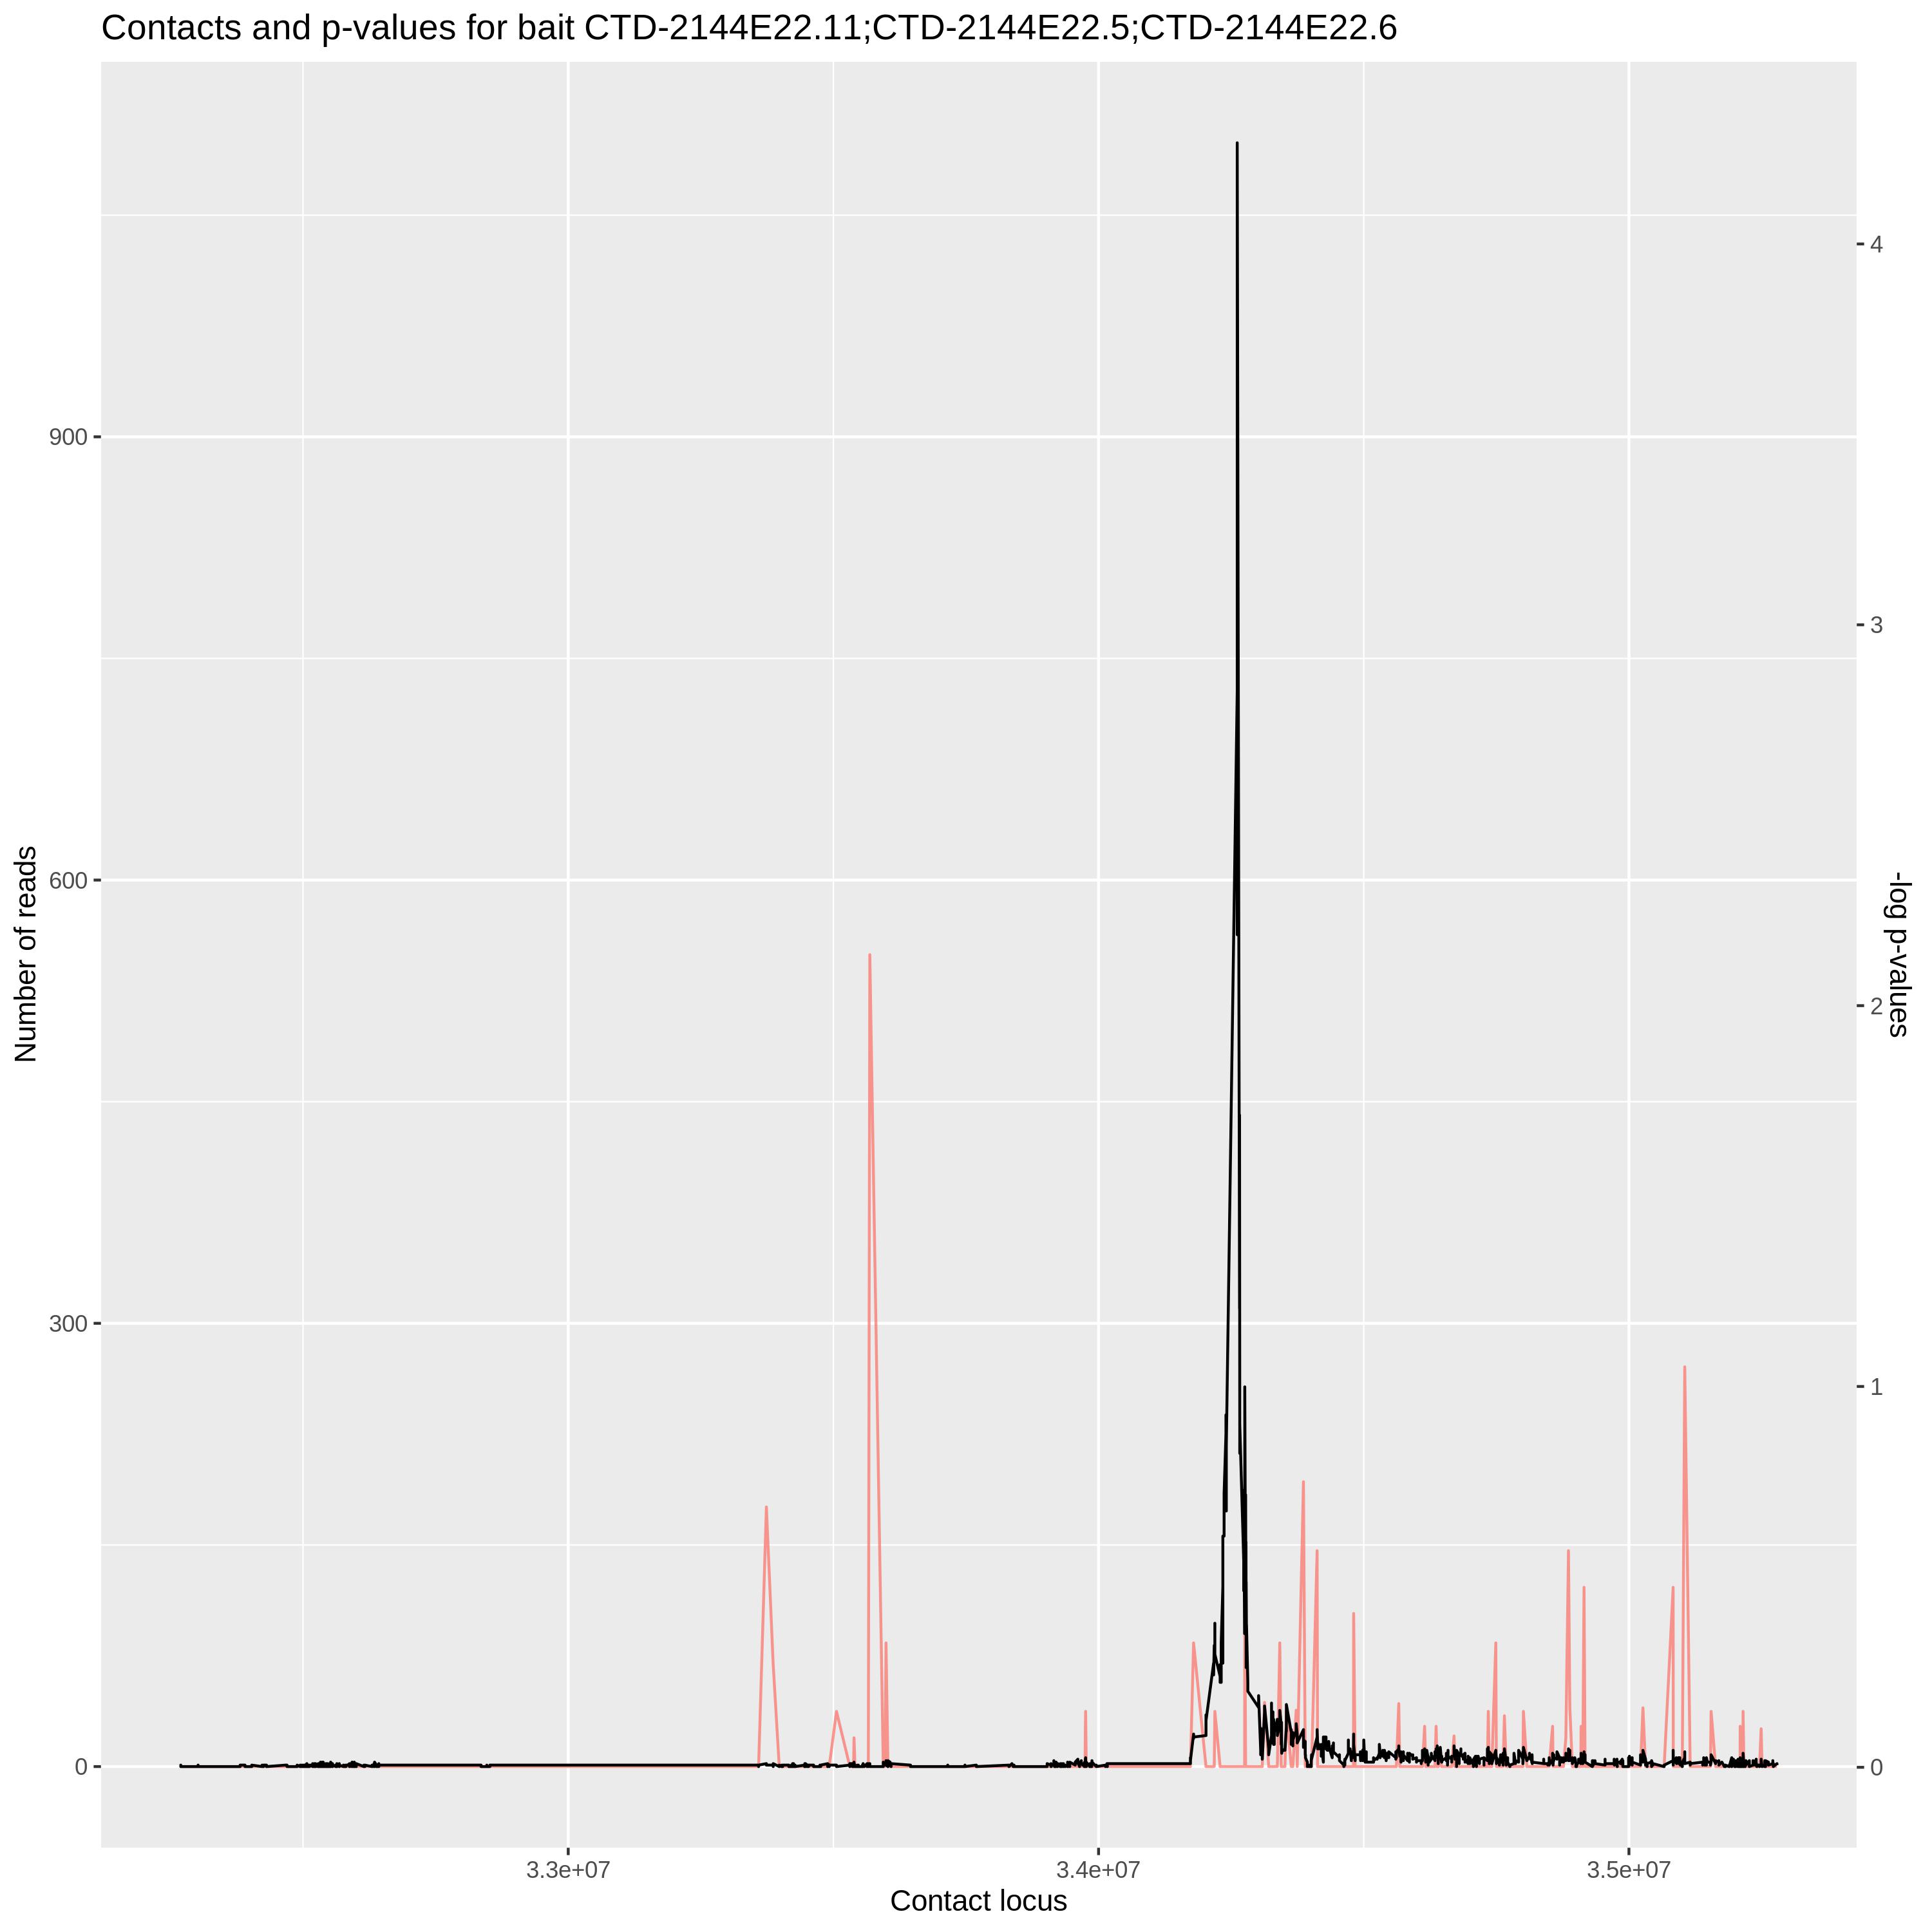 Contacts and p-values for bait CTD-2144E22.11;CTD-2144E22.5;CTD-2144E22.6
Number of reads
900
600
300
0
4
3
2
1
0
-log p-values
3.3e+07
3.4e+07
3.5e+07
Contact locus